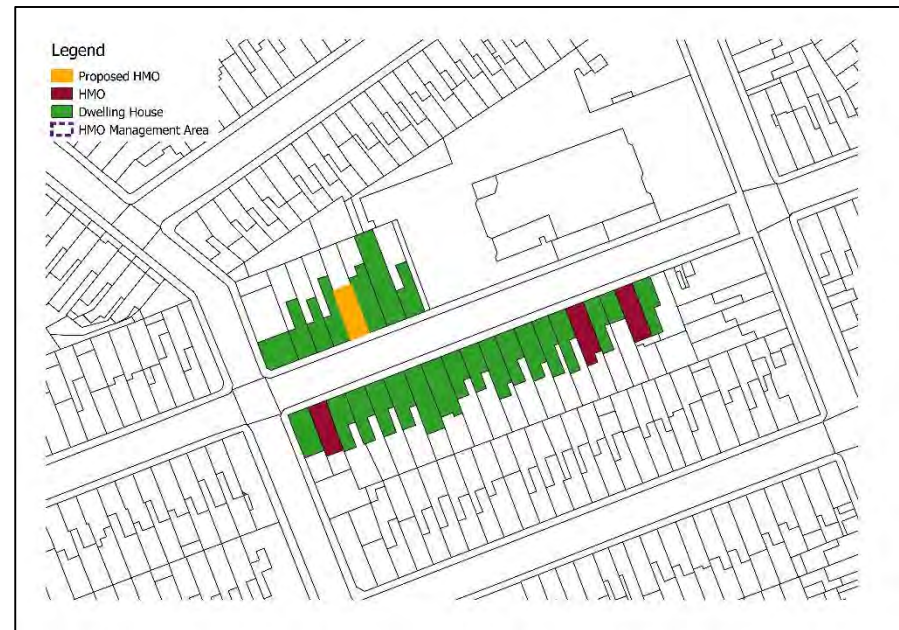 Legend
Proposed HMO
HMO
Dwelling House
HMO Management Area